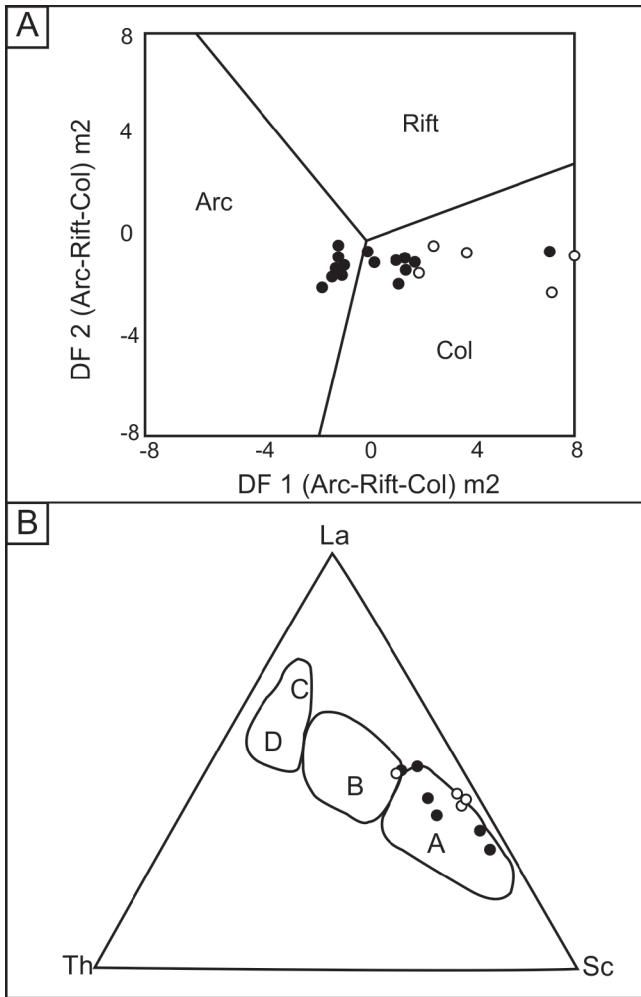 A
8
4
0
-4
-8
DF 2 (Arc-Rift-Col) m2
Rift
Arc
Col
-8 -4 0 4 8
DF 1 (Arc-Rift-Col) m2
B
La
C
D
B
A
Th
Sc